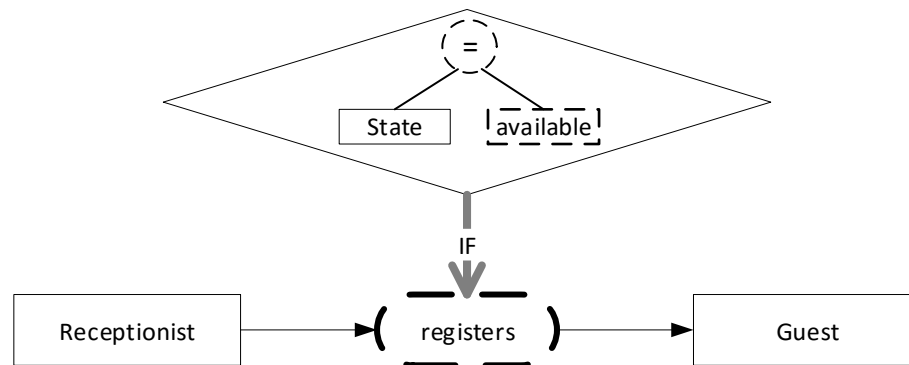 =
State available
IF
Receptionist registers Guest